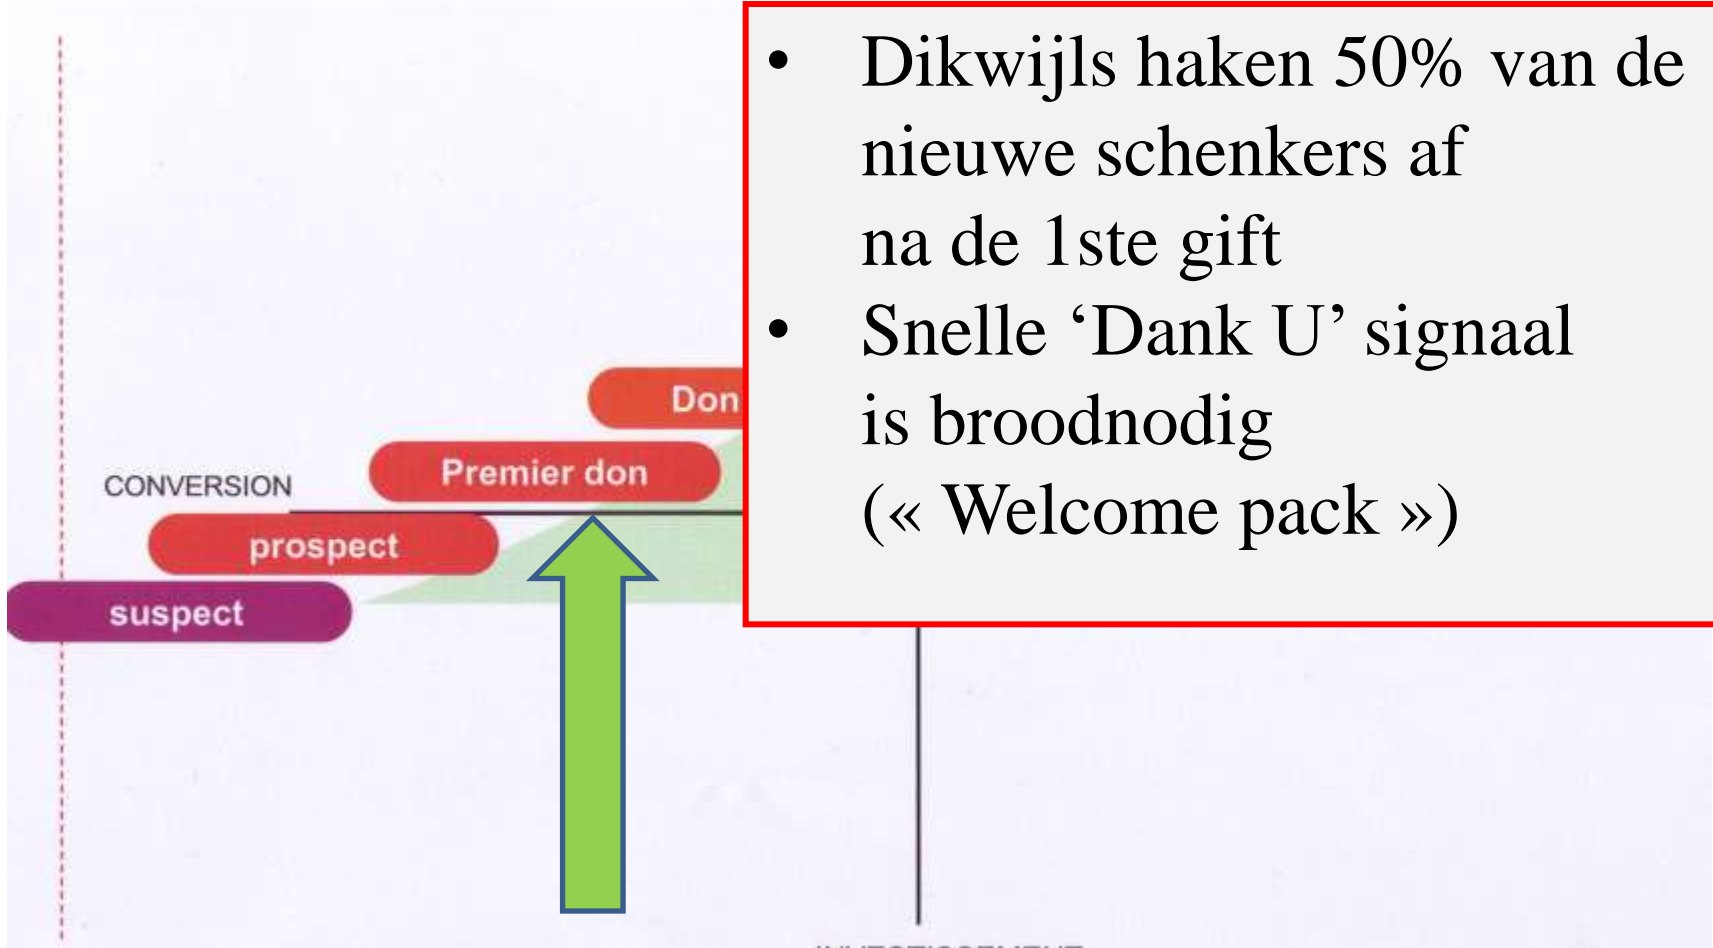 • Dikwijls haken 50% van de
nieuwe schenkers af
na de 1ste gift
• Snelle ‘Dank U’ signaal
is broodnodig
(« Welcome pack »)
Don
Premier don
CONVERSION
prospect
suspect